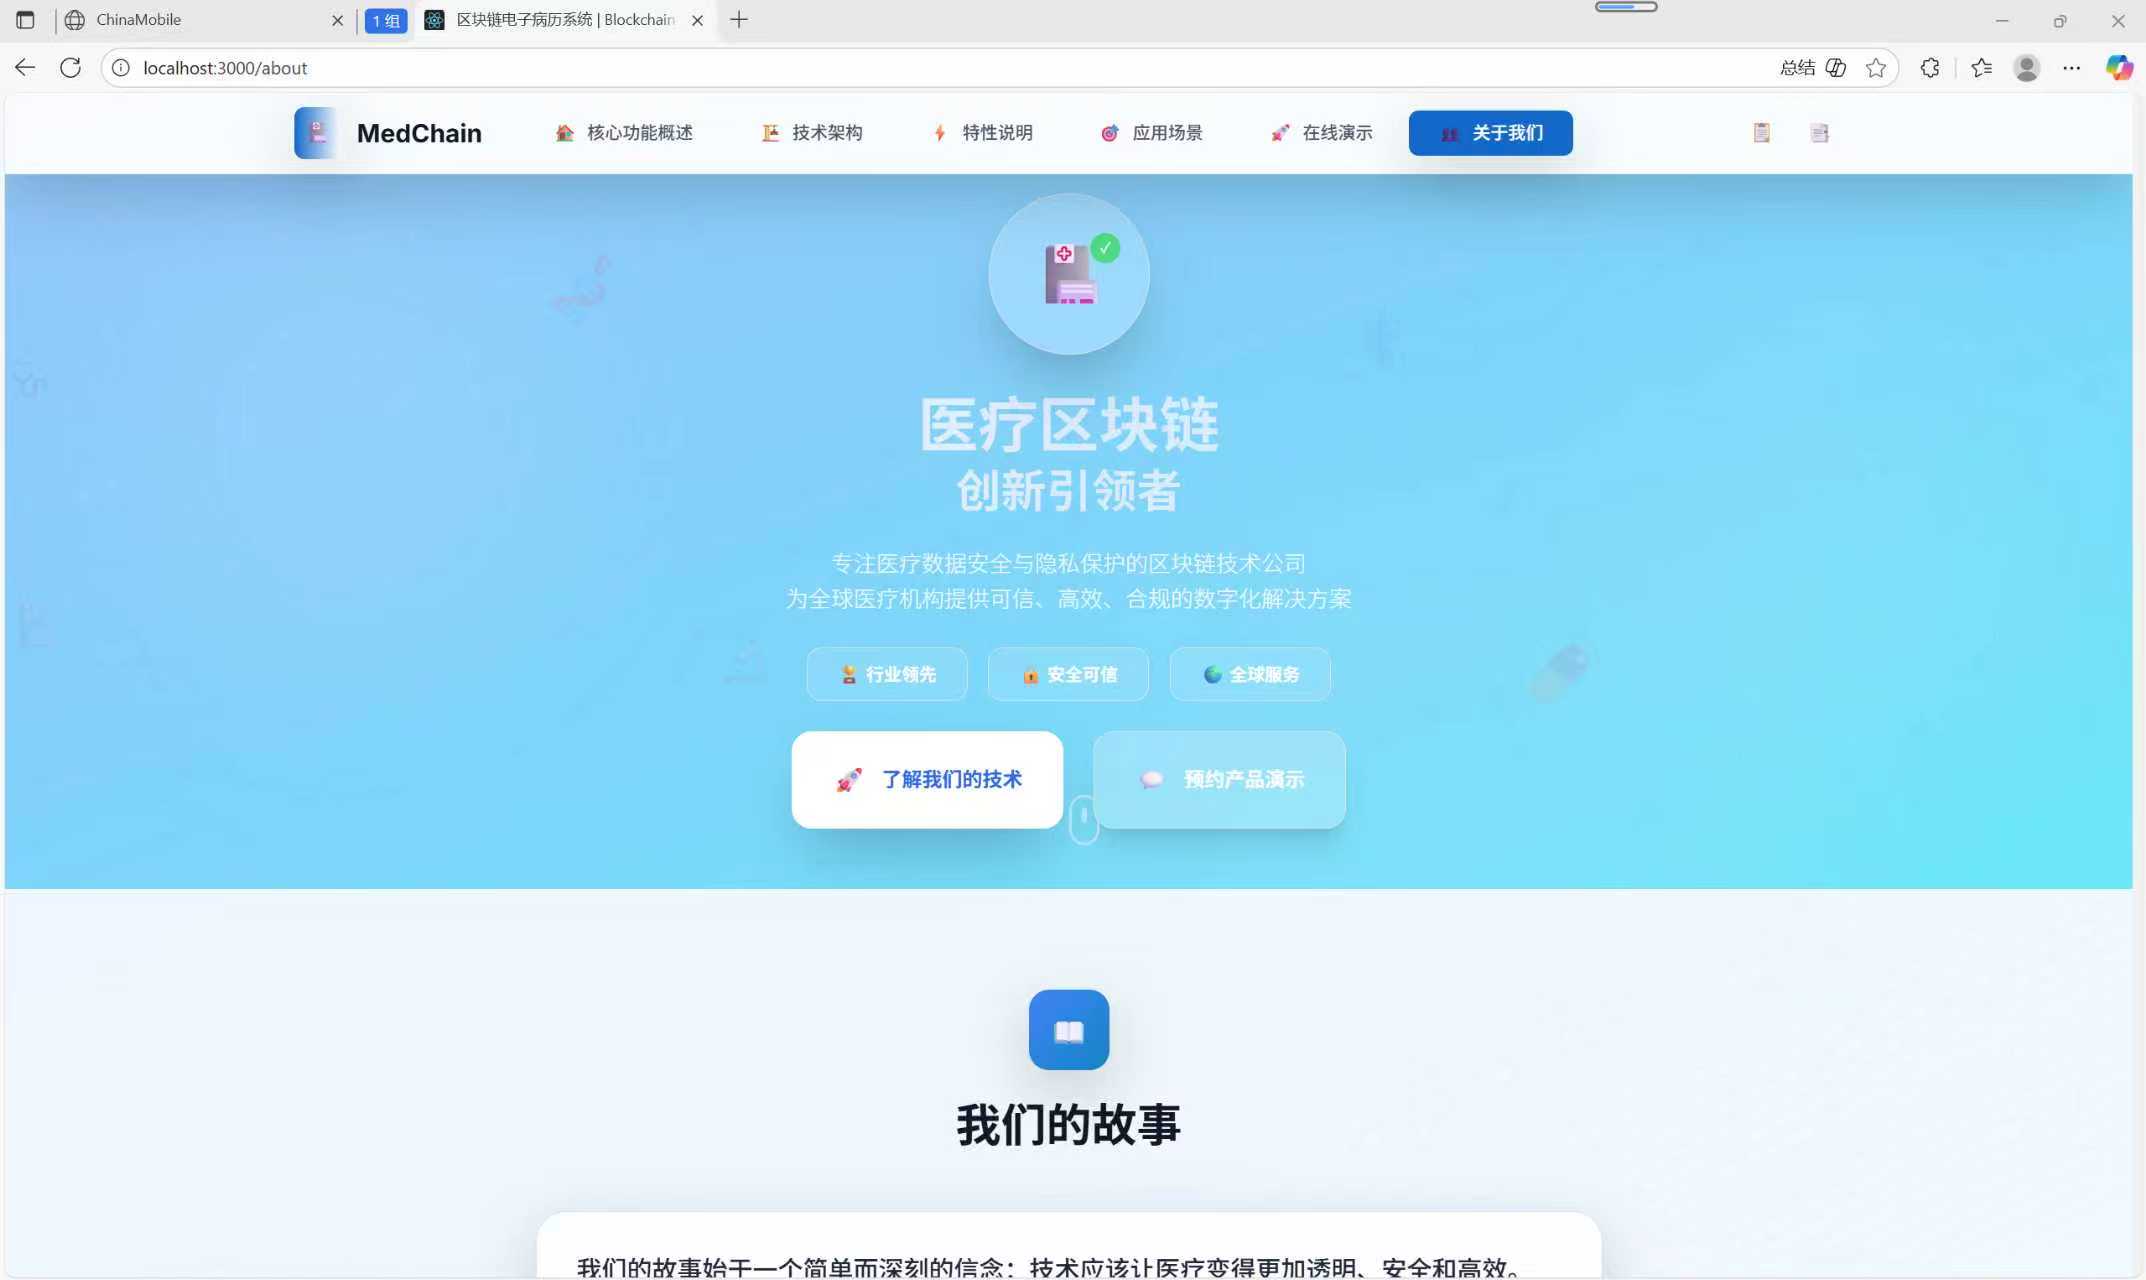 ChinaMobile
1 组
区块链电子病历系统 | Blockchain
localhost:3000/about
总结
MedChain
核心功能概述
技术架构
特性说明
应用场景
在线演示
关于我们
医疗区块链
创新引领者
专注医疗数据安全与隐私保护的区块链技术公司
为全球医疗机构提供可信、高效、合规的数字化解决方案
行业领先
安全可信
全球服务
了解我们的技术
预约产品演示
我们的故事
我们的故事始于一个简单而深刻的信念：技术应该让医疗变得更加透明、安全和高效。